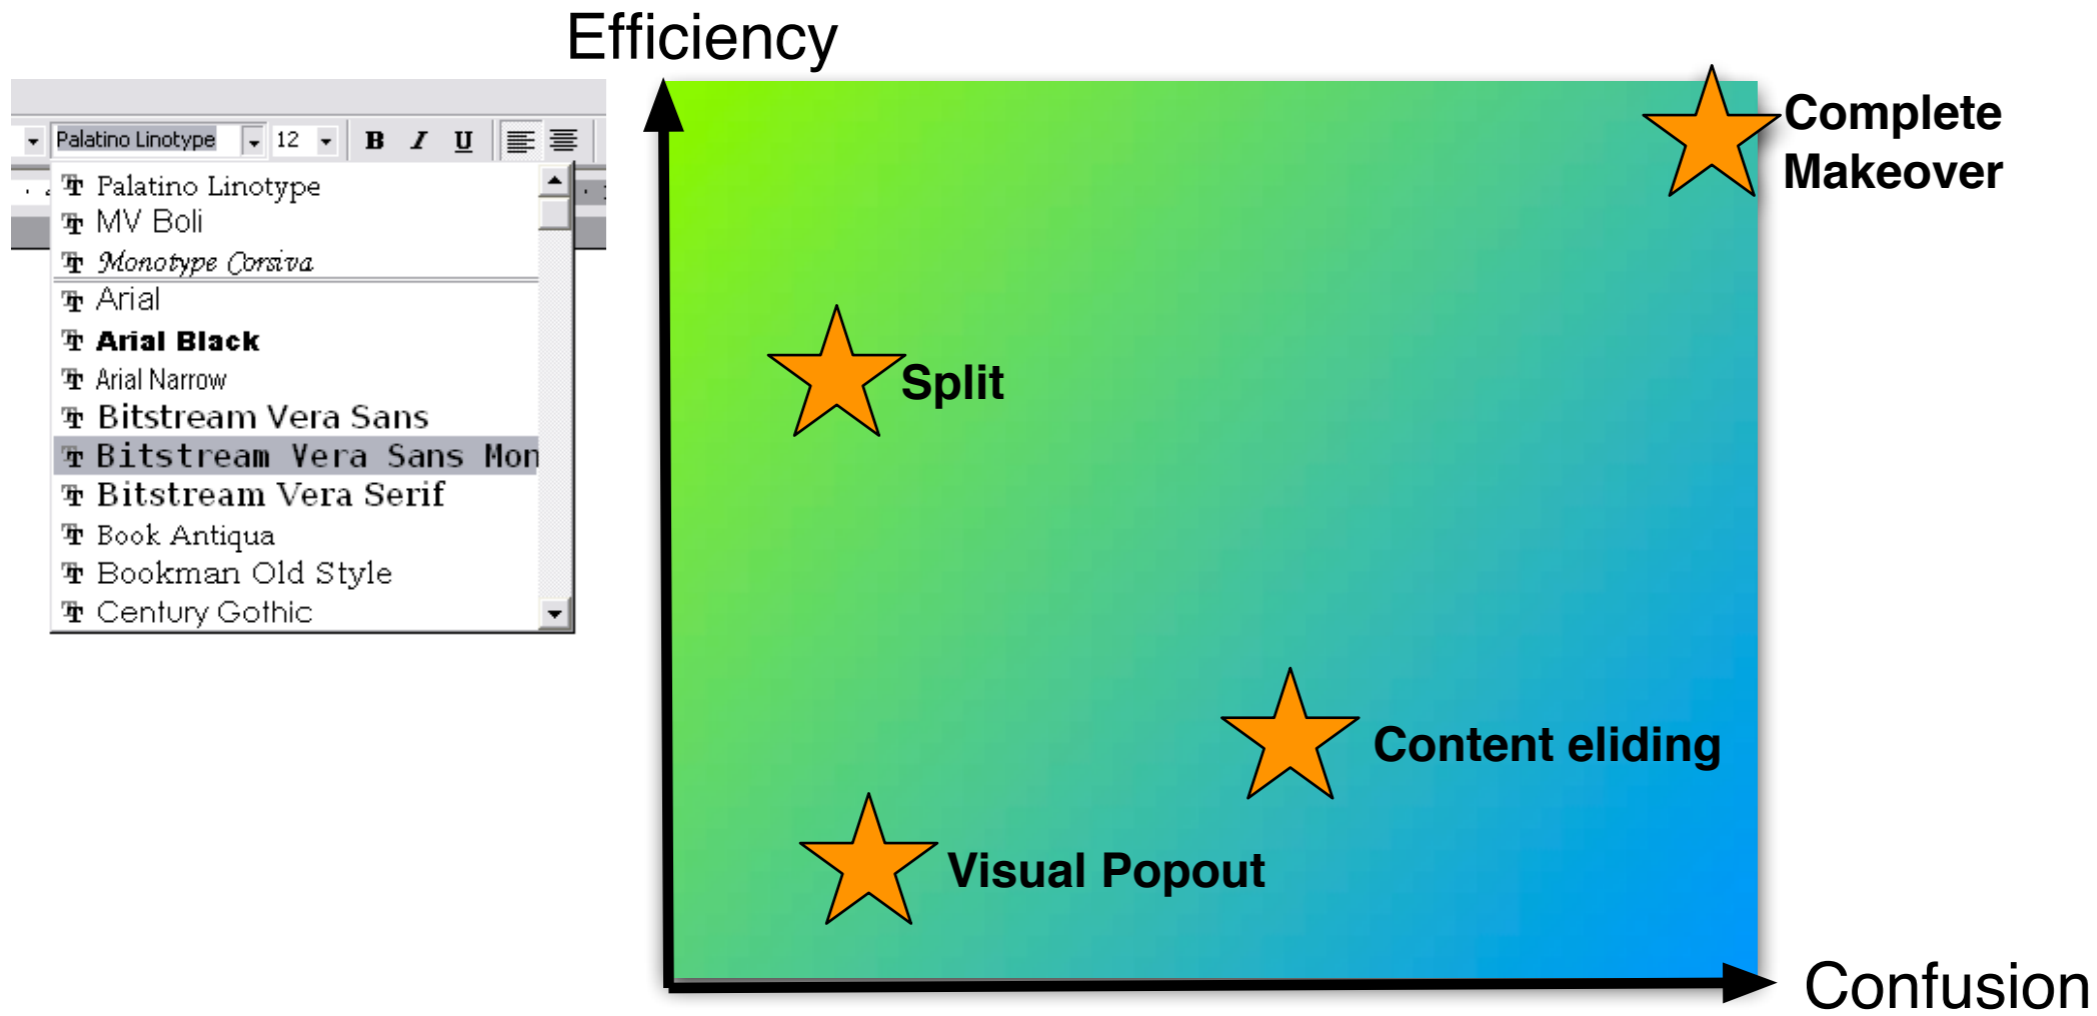 Efficiency
Palatino Linotype 12 B I U
Palatino Linotype
MV Boli
Monotype Corsiva
Arial
Arial Black
Arial Narrow
Bitstream Vera Sans
Bitstream Vera Sans Mon
Bitstream Vera Serif
Book Antiqua
Bookman Old Style
Century Gothic
Complete
Makeover
Split
Content eliding
Visual Popout
Confusion